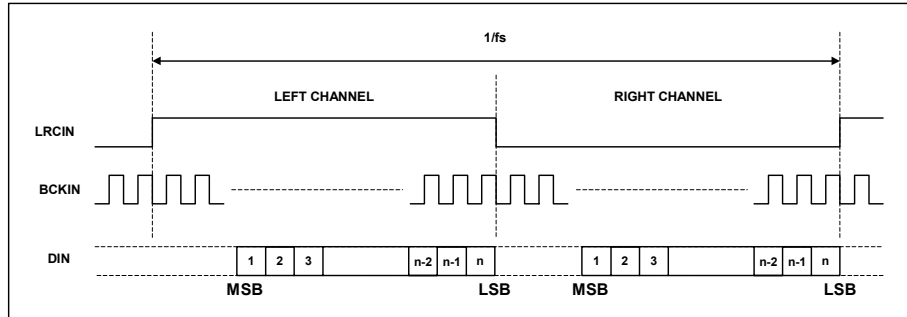 1/fs
LEFT CHANNEL RIGHT CHANNEL
LRCIN
BCKIN
DIN 1 2 3 n-2 n-1 n 1 2 3 n-2 n-1 n
MSB LSB MSB LSB